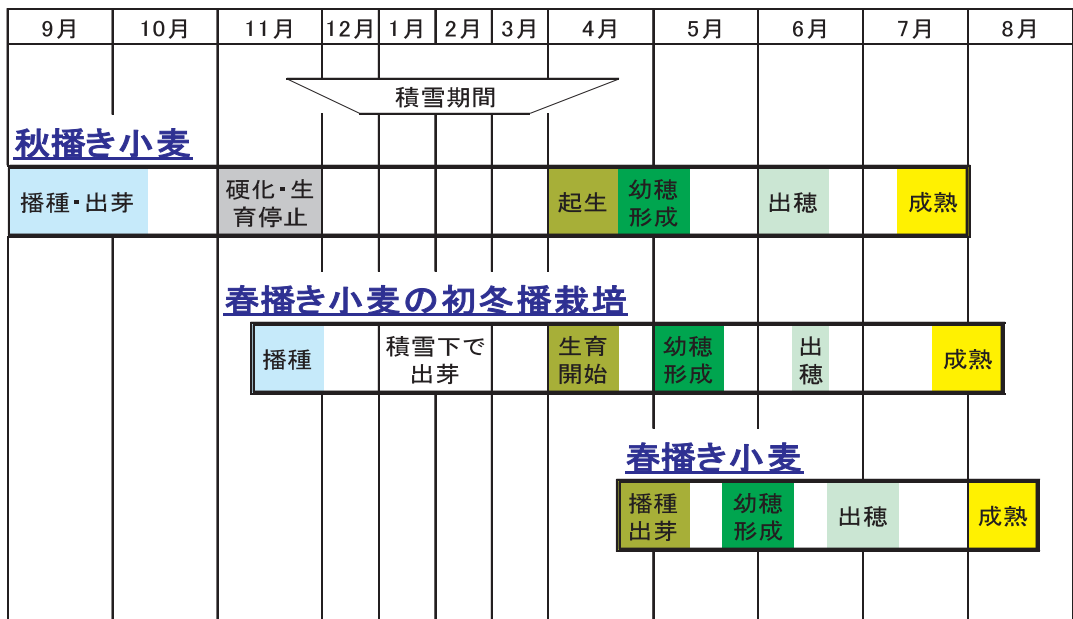 9月 10月 11月 12月 1月 2月 3月 4月 5月 6月 7月 8月
積雪期間
秋播き小麦
播種・出芽
硬化・生
育停止
起生
幼穂
形成
出穂
成熟
春播き小麦の初冬播栽培
播種
積雪下で
出芽
生育
開始
幼穂
形成
出
穂
成熟
春播き小麦
播種
出芽
幼穂
形成
出穂
成熟